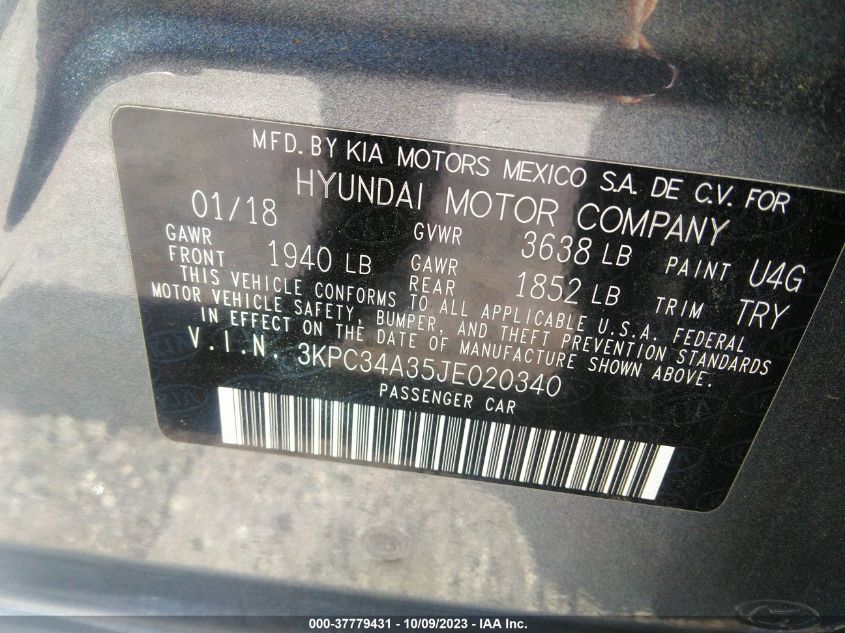 MFD. BY KIA MOTORS MEXICO S.A. DE C.V. FOR
HYUNDAI MOTOR COMPANY
01/18 GVWR 3638 LB PAINT U4G
GAWR FRONT 1940 LB GAWR REAR 1852 LB TRIM TRY
THIS VEHICLE CONFORMS TO ALL APPLICABLE U.S.A. FEDERAL
MOTOR VEHICLE SAFETY, BUMPER, AND THEFT PREVENTION STANDARDS
IN EFFECT ON THE DATE OF MANUFACTURE SHOWN ABOVE.
V.I.N. 3KPC34A35JE020340
PASSENGER CAR
000-37779431 - 10/09/2023 - IAA Inc.